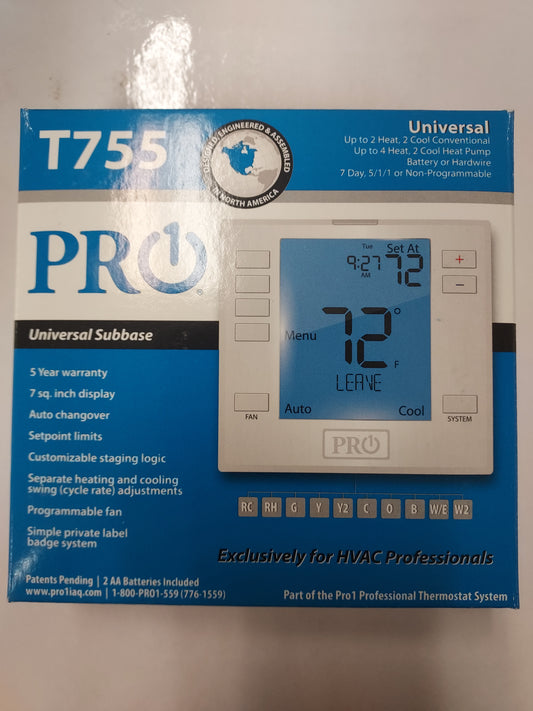 T755
DESIGNED, ENGINEERED & ASSEMBLED
IN NORTH AMERICA
Universal
Up to 2 Heat, 2 Cool Conventional
Up to 4 Heat, 2 Cool Heat Pump
Battery or Hardwire
7 Day, 5/1/1 or Non-Programmable
PRO1
®
Universal Subbase
5 Year warranty
7 sq. inch display
Auto changover
Setpoint limits
Customizable staging logic
Separate heating and cooling
swing (cycle rate) adjustments
Programmable fan
Simple private label
badge system
Tue
Set At
9:27
AM
72
+
−
Menu
72°
F
LEAVE
Auto
Cool
FAN
SYSTEM
PRO1
RC RH G Y Y2 C O B W/E W2
Exclusively for HVAC Professionals
Patents Pending | 2 AA Batteries Included
www.pro1iaq.com | 1-800-PRO1-559 (776-1559)
Part of the Pro1 Professional Thermostat System